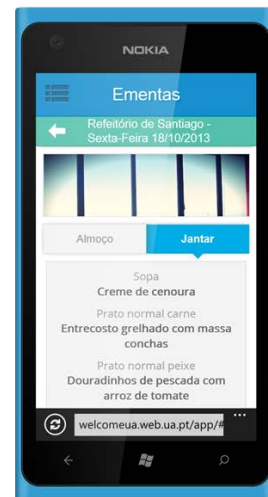 NOKIA
Ementas
Refeitório de Santiago -
Sexta-Feira 18/10/2013
Almoço
Jantar
Sopa
Creme de cenoura
Prato normal carne
Entrecosto grelhado com massa
conchas
Prato normal peixe
Douradinhos de pescada com
arroz de tomate
welcomeua.web.ua.pt/app/#